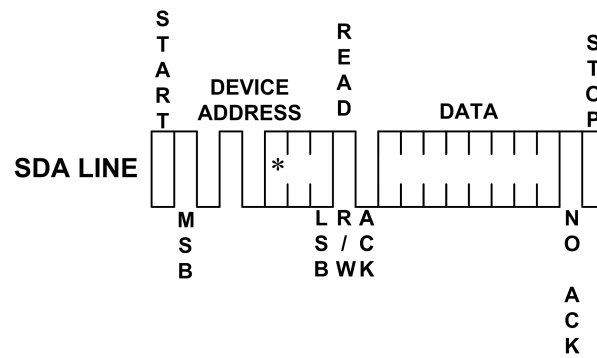 START
DEVICE
ADDRESS
READ
DATA
STOP
SDA LINE
*
MSB
LSB
R/W
ACK
NO ACK